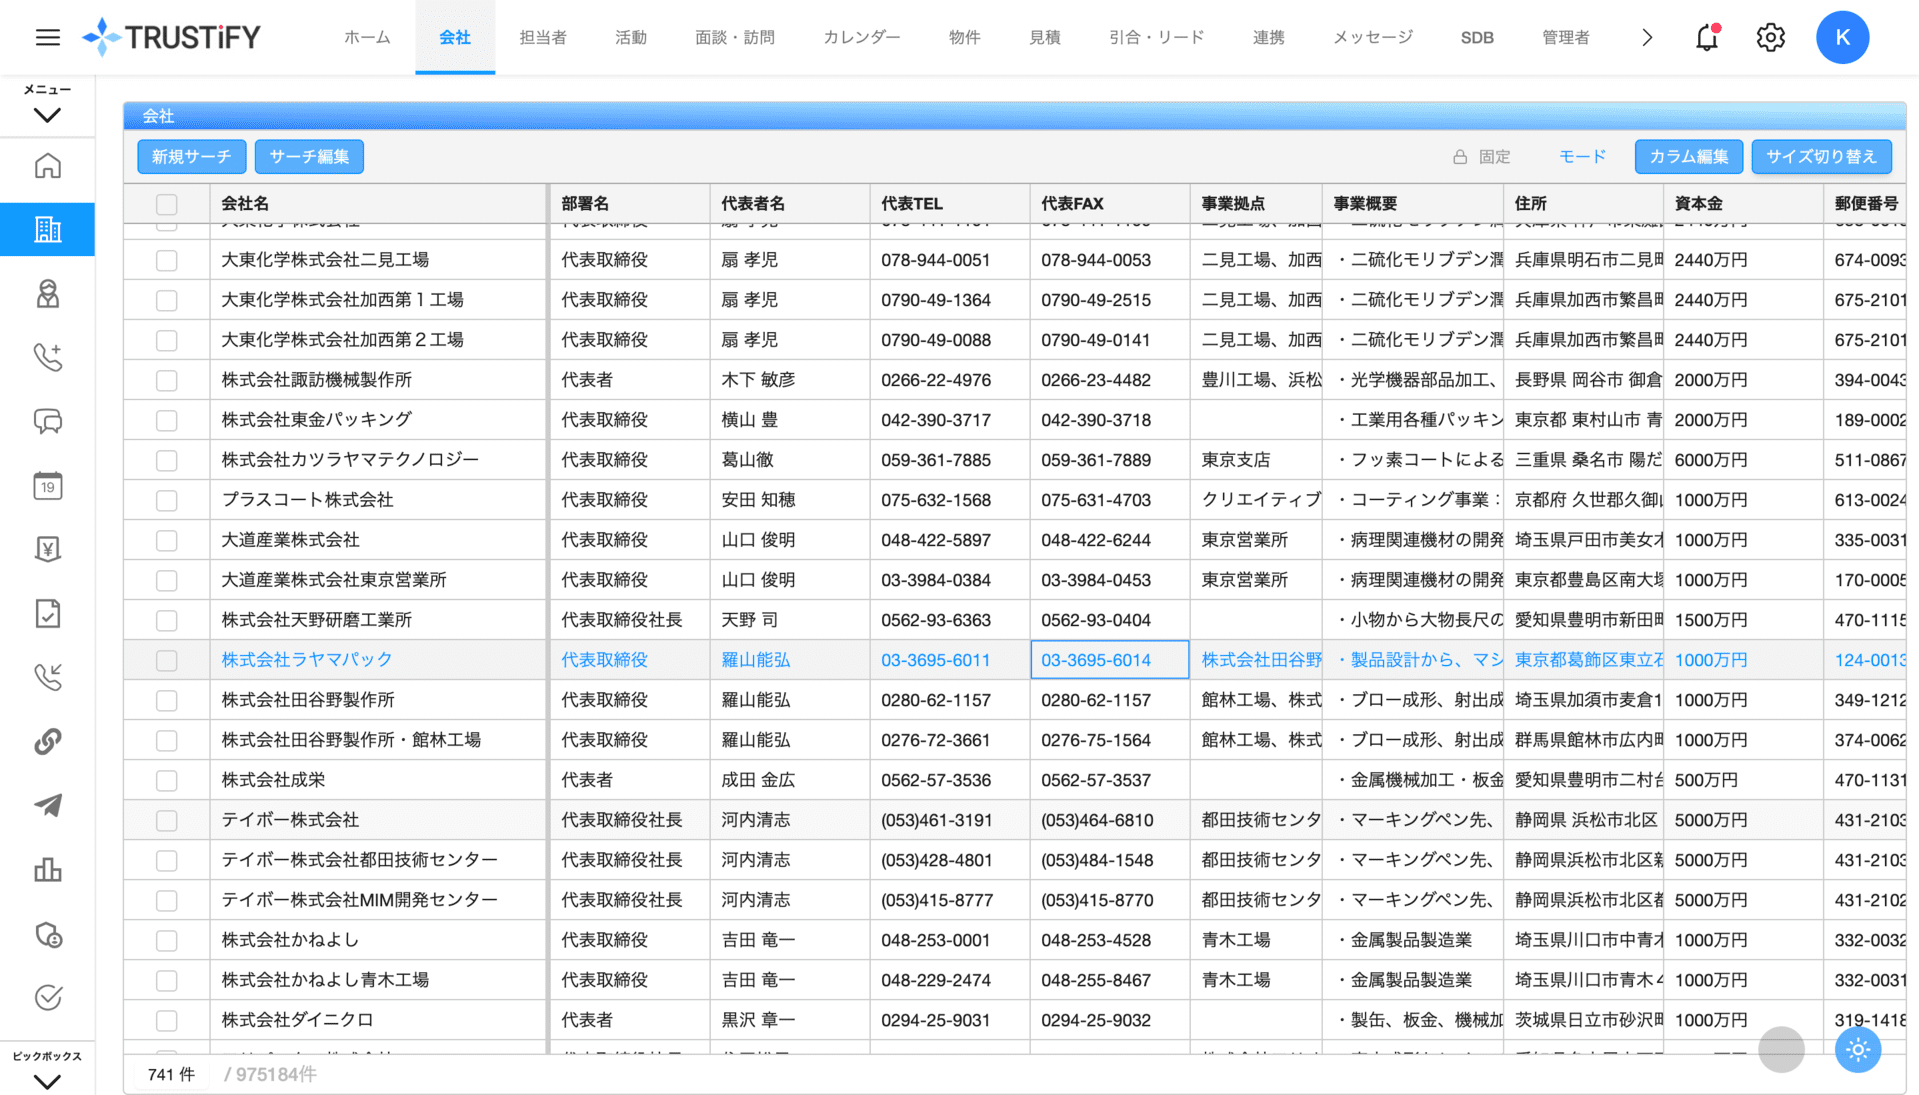 TRUSTiFY
ホーム 会社 担当者 活動 面談・訪問 カレンダー 物件 見積 引合・リード 連携 メッセージ SDB 管理者 K
メニュー
会社
新規サーチ サーチ編集 固定 モード カラム編集 サイズ切り替え
会社名 部署名 代表者名 代表TEL 代表FAX 事業拠点 事業概要 住所 資本金 郵便番号
大東化学株式会社二見工場 代表取締役 扇 孝児 078-944-0051 078-944-0053 二見工場、加西 ・二硫化モリブデン潤 兵庫県明石市二見町 2440万円 674-0093
大東化学株式会社加西第１工場 代表取締役 扇 孝児 0790-49-1364 0790-49-2515 二見工場、加西 ・二硫化モリブデン潤 兵庫県加西市繁昌町 2440万円 675-2101
大東化学株式会社加西第２工場 代表取締役 扇 孝児 0790-49-0088 0790-49-0141 二見工場、加西 ・二硫化モリブデン潤 兵庫県加西市繁昌町 2440万円 675-2101
株式会社諏訪機械製作所 代表者 木下 敏彦 0266-22-4976 0266-23-4482 豊川工場、浜松 ・光学機器部品加工、 長野県 岡谷市 御倉 2000万円 394-0043
株式会社東金パッキング 代表取締役 横山 豊 042-390-3717 042-390-3718 ・工業用各種パッキン 東京都 東村山市 青 2000万円 189-0002
株式会社カツラヤマテクノロジー 代表取締役 葛山徹 059-361-7885 059-361-7889 東京支店 ・フッ素コートによる 三重県 桑名市 陽だ 6000万円 511-0867
プラスコート株式会社 代表取締役 安田 知穂 075-632-1568 075-631-4703 クリエイティブ ・コーティング事業： 京都府 久世郡久御山 1000万円 613-0024
大道産業株式会社 代表取締役 山口 俊明 048-422-5897 048-422-6244 東京営業所 ・病理関連機材の開発 埼玉県戸田市美女木 1000万円 335-0031
大道産業株式会社東京営業所 代表取締役 山口 俊明 03-3984-0384 03-3984-0453 東京営業所 ・病理関連機材の開発 東京都豊島区南大塚 1000万円 170-0005
株式会社天野研磨工業所 代表取締役社長 天野 司 0562-93-6363 0562-93-0404 ・小物から大物長尺の 愛知県豊明市新田町 1500万円 470-1115
株式会社ラヤマパック 代表取締役 羅山能弘 03-3695-6011 03-3695-6014 株式会社田谷野 ・製品設計から、マシ 東京都葛飾区東立石 1000万円 124-0013
株式会社田谷野製作所 代表取締役 羅山能弘 0280-62-1157 0280-62-1157 館林工場、株式 ・ブロー成形、射出成 埼玉県加須市麦倉1 1000万円 349-1212
株式会社田谷野製作所・館林工場 代表取締役 羅山能弘 0276-72-3661 0276-75-1564 館林工場、株式 ・ブロー成形、射出成 群馬県館林市広内町 1000万円 374-0062
株式会社成栄 代表者 成田 金広 0562-57-3536 0562-57-3537 ・金属機械加工・板金 愛知県豊明市二村台 500万円 470-1131
テイボー株式会社 代表取締役社長 河内清志 (053)461-3191 (053)464-6810 都田技術センタ ・マーキングペン先、 静岡県 浜松市北区 5000万円 431-2103
テイボー株式会社都田技術センター 代表取締役社長 河内清志 (053)428-4801 (053)484-1548 都田技術センタ ・マーキングペン先、 静岡県浜松市北区新 5000万円 431-2103
テイボー株式会社MIM開発センター 代表取締役社長 河内清志 (053)415-8777 (053)415-8770 都田技術センタ ・マーキングペン先、 静岡県浜松市北区都 5000万円 431-2102
株式会社かねよし 代表取締役 吉田 竜一 048-253-0001 048-253-4528 青木工場 ・金属製品製造業 埼玉県川口市中青木 1000万円 332-0032
株式会社かねよし青木工場 代表取締役 吉田 竜一 048-229-2474 048-255-8467 青木工場 ・金属製品製造業 埼玉県川口市青木４ 1000万円 332-0031
株式会社ダイニクロ 代表者 黒沢 章一 0294-25-9031 0294-25-9032 ・製缶、板金、機械加 茨城県日立市砂沢町 1000万円 319-1418
19
ピックボックス
741 件 / 975184件